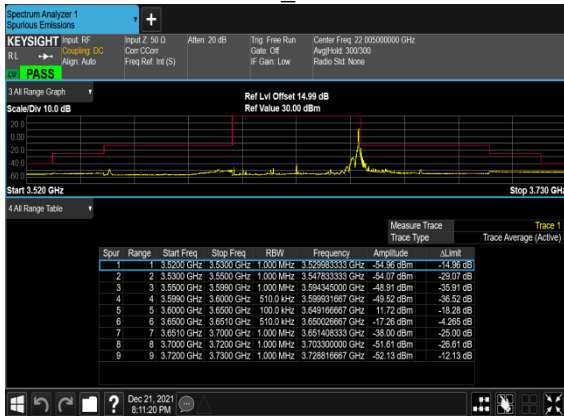 Spectrum Analyzer 1
Spurious Emissions
+
KEYSIGHT Input: RF Input Z: 50 Ω Atten: 20 dB Trig: Free Run Center Freq: 22.005000000 GHz
RL Coupling: DC Corr CCorr Gate: Off Avg|Hold: 300/300
Align: Auto Freq Ref: Int (S) IF Gain: Low Radio Std: None
PASS
3 All Range Graph
Ref Lvl Offset 14.99 dB
Scale/Div 10.0 dB Ref Value 30.00 dBm
20.0
0.00
-20.0
-40.0
-60.0
Start 3.520 GHz Stop 3.730 GHz
4 All Range Table
Measure Trace Trace 1
Trace Type Trace Average (Active)
Spur Range Start Freq Stop Freq RBW Frequency Amplitude ΔLimit
1 1 3.5200 GHz 3.5300 GHz 1.000 MHz 3.529983333 GHz -54.96 dBm -14.96 dB
2 2 3.5300 GHz 3.5500 GHz 1.000 MHz 3.547833333 GHz -54.07 dBm -29.07 dB
3 3 3.5500 GHz 3.5990 GHz 1.000 MHz 3.594345000 GHz -48.91 dBm -35.91 dB
4 4 3.5990 GHz 3.6000 GHz 510.0 kHz 3.599931667 GHz -49.52 dBm -36.52 dB
5 5 3.6000 GHz 3.6500 GHz 100.0 kHz 3.649166667 GHz 11.72 dBm -18.28 dB
6 6 3.6500 GHz 3.6510 GHz 510.0 kHz 3.650026667 GHz -17.26 dBm -4.265 dB
7 7 3.6510 GHz 3.7000 GHz 1.000 MHz 3.651408333 GHz -38.00 dBm -25.00 dB
8 8 3.7000 GHz 3.7200 GHz 1.000 MHz 3.703300000 GHz -51.61 dBm -26.61 dB
9 9 3.7200 GHz 3.7300 GHz 1.000 MHz 3.728816667 GHz -52.13 dBm -12.13 dB
? Dec 21, 2021
8:11:20 PM